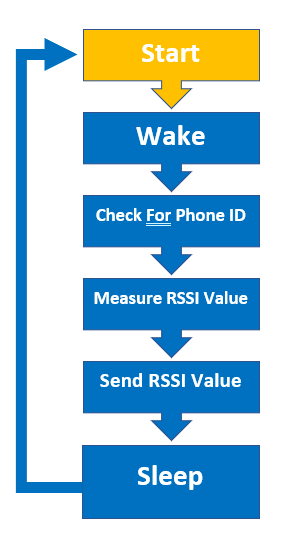 Start
Wake
Check For Phone ID
Measure RSSI Value
Send RSSI Value
Sleep